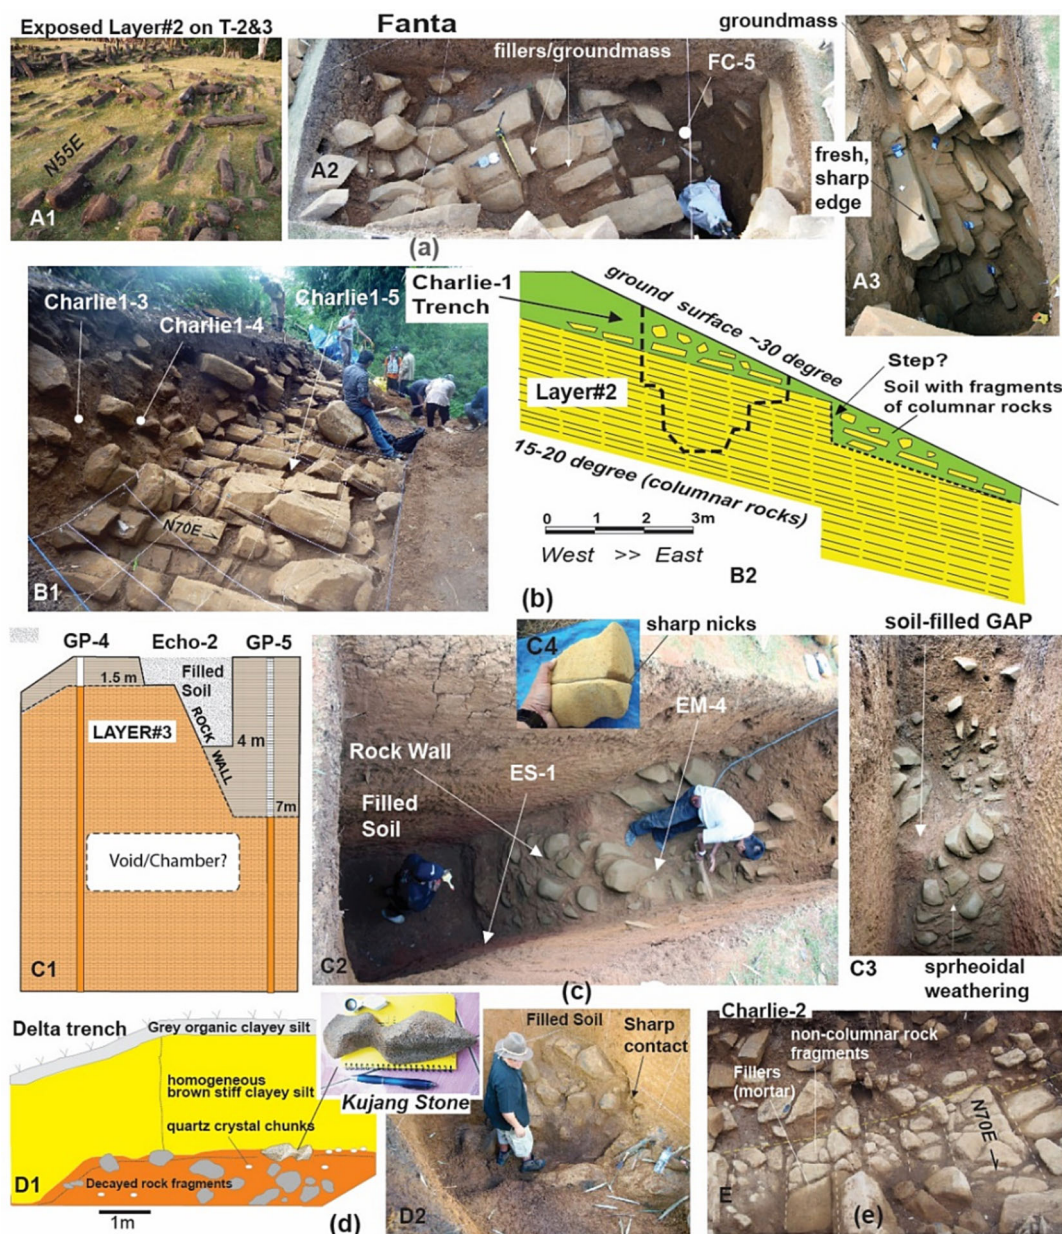 Exposed Layer#2 on T-2&3
N55E
A1
Fanta
fillers/groundmass
FC-5
A2
(a)
groundmass
fresh,
sharp
edge
A3
Charlie1-3
Charlie1-4
Charlie1-5
N70E
B1
Charlie-1
Trench
ground surface ~30 degree
Step?
Soil with fragments
of columnar rocks
Layer#2
15-20 degree (columnar rocks)
0 1 2 3m
West >> East
B2
(b)
GP-4
Echo-2
GP-5
Filled
Soil
1.5 m
ROCK
WALL
4 m
LAYER#3
7m
Void/Chamber?
C1
C4
sharp nicks
EM-4
Rock Wall
ES-1
Filled
Soil
C2
(c)
soil-filled GAP
C3
sprheoidal
weathering
Delta trench
Grey organic clayey silt
homogeneous
brown stiff clayey silt
quartz crystal chunks
Decayed rock fragments
D1
1m
Kujang Stone
(d)
Filled Soil
Sharp
contact
D2
Charlie-2
non-columnar rock
fragments
Fillers
(mortar)
N70E
E
(e)